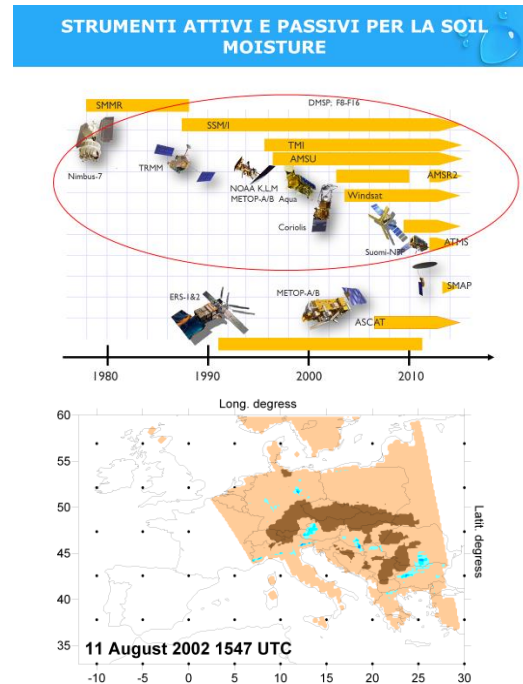 STRUMENTI ATTIVI E PASSIVI PER LA SOIL
MOISTURE
SMMR
DMSP; F8-F16
SSM/I
TMI
AMSU
Nimbus-7
TRMM
NOAA K,L,M
METOP-A/B
Aqua
AMSR2
Windsat
Coriolis
Suomi-NPP
ATMS
SMAP
ERS-1&2
METOP-A/B
ASCAT
1980
1990
2000
2010
Long. degress
60
55
50
45
40
35
Latit. degress
11 August 2002 1547 UTC
-10
-5
0
5
10
15
20
25
30